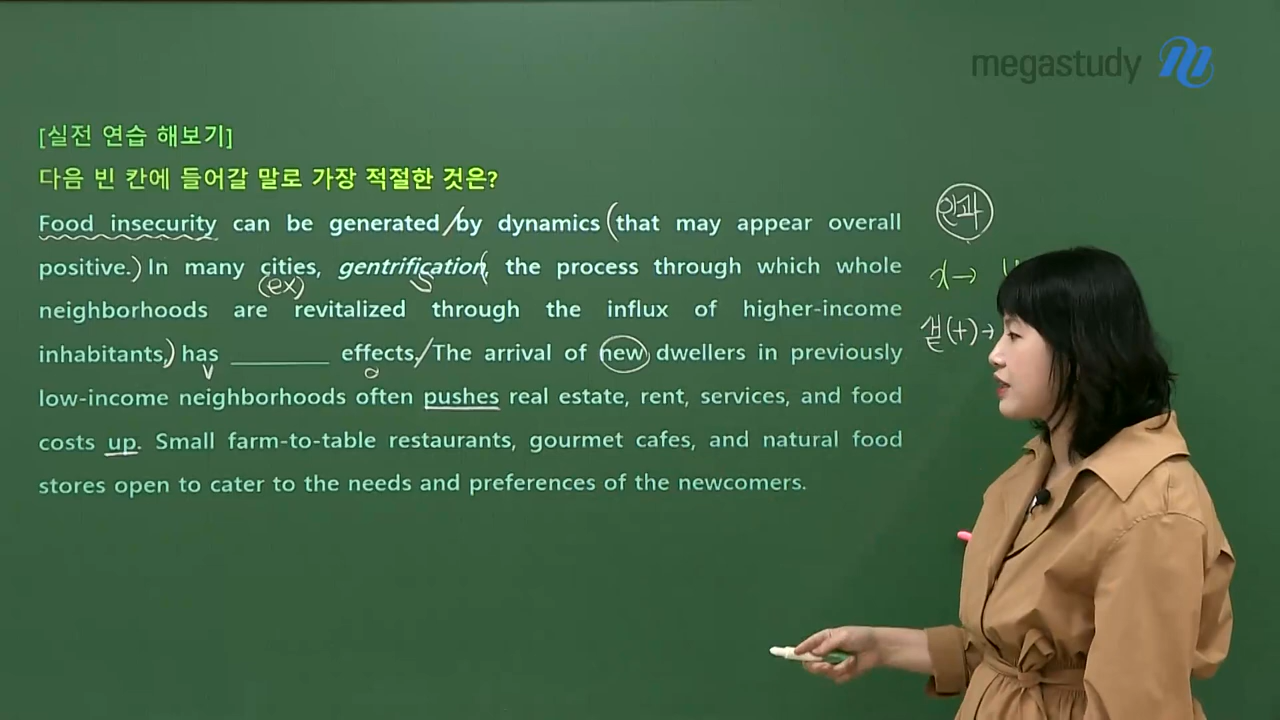 megastudy
[실전 연습 해보기]
다음 빈 칸에 들어갈 말로 가장 적절한 것은?
Food insecurity can be generated by dynamics (that may appear overall
positive.) In many cities, gentrification(, the process through which whole
(ex) S
neighborhoods are revitalized through the influx of higher-income
inhabitants,) has __________ effects. The arrival of new dwellers in previously
V o
low-income neighborhoods often pushes real estate, rent, services, and food
costs up. Small farm-to-table restaurants, gourmet cafes, and natural food
stores open to cater to the needs and preferences of the newcomers.
인과
x→
(+)→